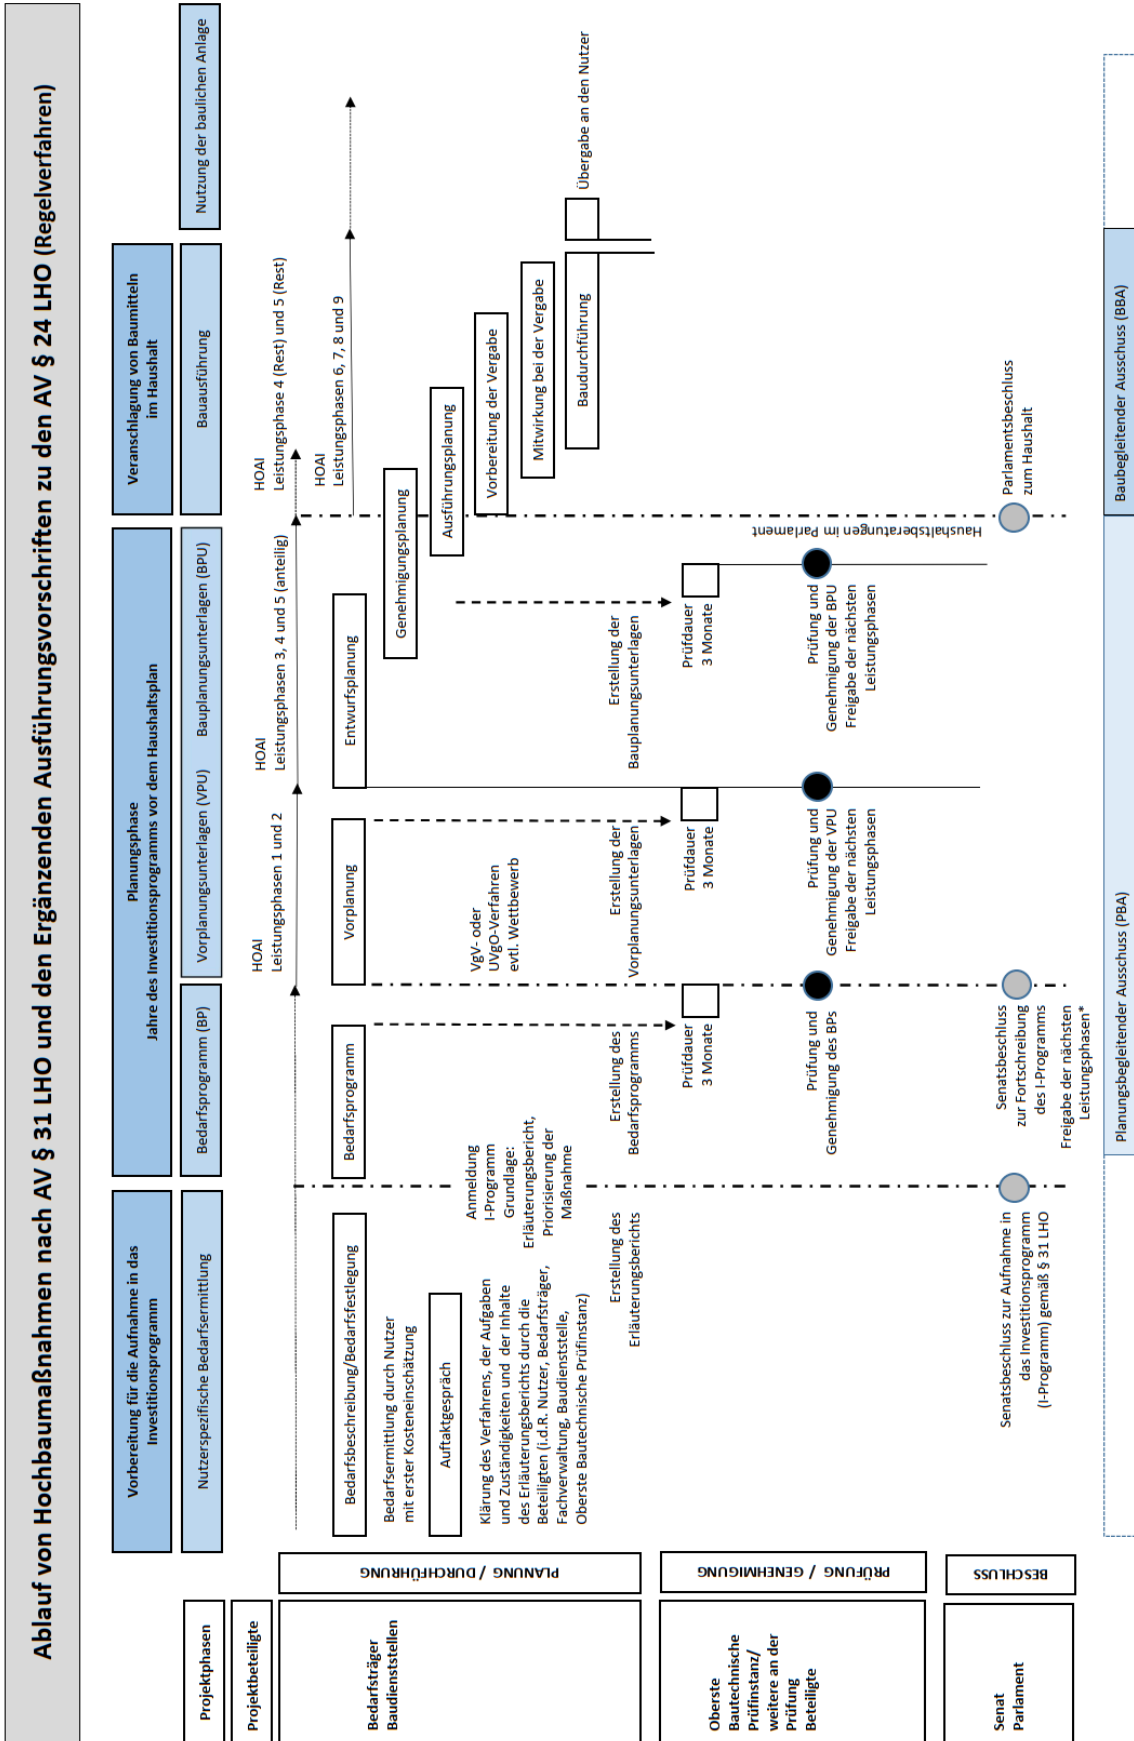 Ablauf von Hochbaumaßnahmen nach AV § 31 LHO und den Ergänzenden Ausführungsvorschriften zu den AV § 24 LHO (Regelverfahren)
Projektphasen
Vorbereitung für die Aufnahme in das
Investitionsprogramm
Planungsphase
Jahre des Investitionsprogramms vor dem Haushaltsplan
Veranschlagung von Baumitteln
im Haushalt
Nutzerspezifische Bedarfsermittlung
Bedarfsprogramm (BP)
Vorplanungsunterlagen (VPU)
Bauplanungsunterlagen (BPU)
Bauausführung
Nutzung der baulichen Anlage
Projektbeteiligte
HOAI
Leistungsphasen 1 und 2
HOAI
Leistungsphasen 3, 4 und 5 (anteilig)
HOAI
Leistungsphase 4 (Rest) und 5 (Rest)
HOAI
Leistungsphasen 6, 7, 8 und 9
Bedarfsträger
Baudienststellen
PLANUNG / DURCHFÜHRUNG
Bedarfsbeschreibung/Bedarfsfestlegung
Bedarfsermittlung durch Nutzer
mit erster Kosteneinschätzung
Auftaktgespräch
Klärung des Verfahrens, der Aufgaben
und Zuständigkeiten und der Inhalte
des Erläuterungsberichts durch die
Beteiligten (i.d.R. Nutzer, Bedarfsträger,
Fachverwaltung, Baudienststelle,
Oberste Bautechnische Prüfinstanz)
Anmeldung
I-Programm
Grundlage:
Erläuterungsbericht,
Priorisierung der
Maßnahme
Erstellung des
Erläuterungsberichts
Bedarfsprogramm
Erstellung des
Bedarfsprogramms
Vorplanung
VgV- oder
UVgO-Verfahren
evtl. Wettbewerb
Erstellung der
Vorplanungsunterlagen
Entwurfsplanung
Genehmigungsplanung
Ausführungsplanung
Vorbereitung der Vergabe
Mitwirkung bei der Vergabe
Baudurchführung
Übergabe an den Nutzer
Erstellung der
Bauplanungsunterlagen
Oberste
Bautechnische
Prüfinstanz/
weitere an der
Prüfung
Beteiligte
PRÜFUNG / GENEHMIGUNG
Prüfdauer
3 Monate
Prüfung und
Genehmigung des BPs
Prüfdauer
3 Monate
Prüfung und
Genehmigung der VPU
Freigabe der nächsten
Leistungsphasen
Prüfdauer
3 Monate
Prüfung und
Genehmigung der BPU
Freigabe der nächsten
Leistungsphasen
Haushaltsberatungen im Parlament
Senat
Parlament
BESCHLUSS
Senatsbeschluss zur Aufnahme in
das Investitionsprogramm
(I-Programm) gemäß § 31 LHO
Senatsbeschluss
zur Fortschreibung
des I-Programms
Freigabe der nächsten
Leistungsphasen*
Parlamentsbeschluss
zum Haushalt
Planungsbegleitender Ausschuss (PBA)
Baubegleitender Ausschuss (BBA)